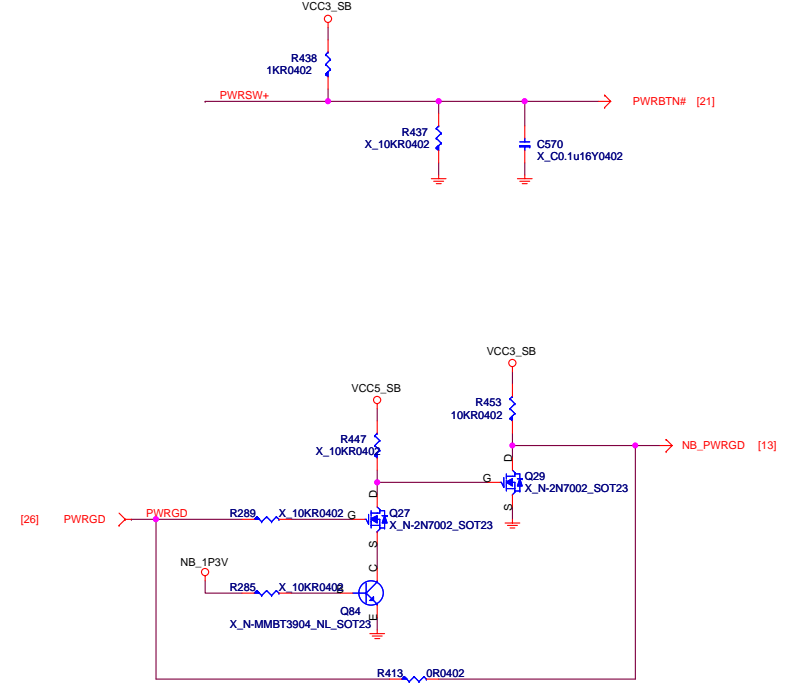 VCC3_SB
R438
1KR0402
PWRSW+
PWRBTN# [21]
R437
X_10KR0402
C570
X_C0.1u16Y0402
VCC3_SB
VCC5_SB
R453
10KR0402
R447
X_10KR0402
NB_PWRGD [13]
D
G
Q29
X_N-2N7002_SOT23
S
D
[26] PWRGD
PWRGD
R289
X_10KR0402
G
Q27
X_N-2N7002_SOT23
S
NB_1P3V
C
R285
X_10KR0402
B
Q84
E
X_N-MMBT3904_NL_SOT23
R413
0R0402